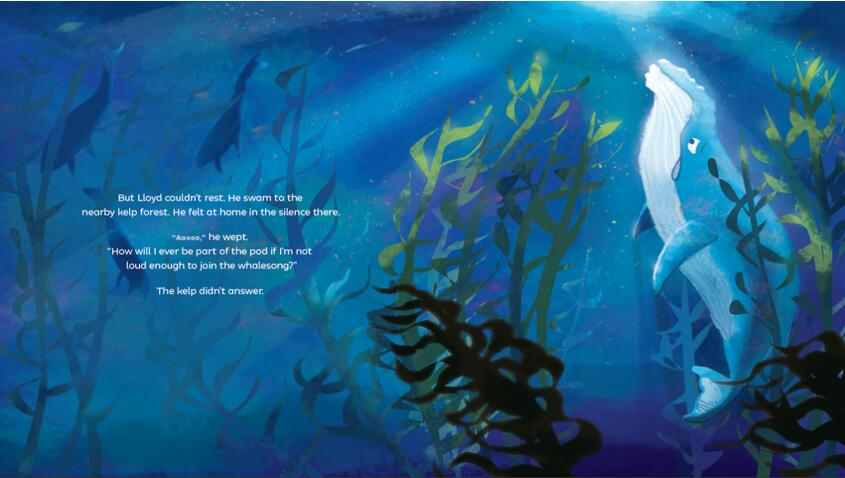 But Lloyd couldn't rest. He swam to the
nearby kelp forest. He felt at home in the silence there.
"Aaooo," he wept.
"How will I ever be part of the pod if I'm not
loud enough to join the whalesong?"
The kelp didn't answer.